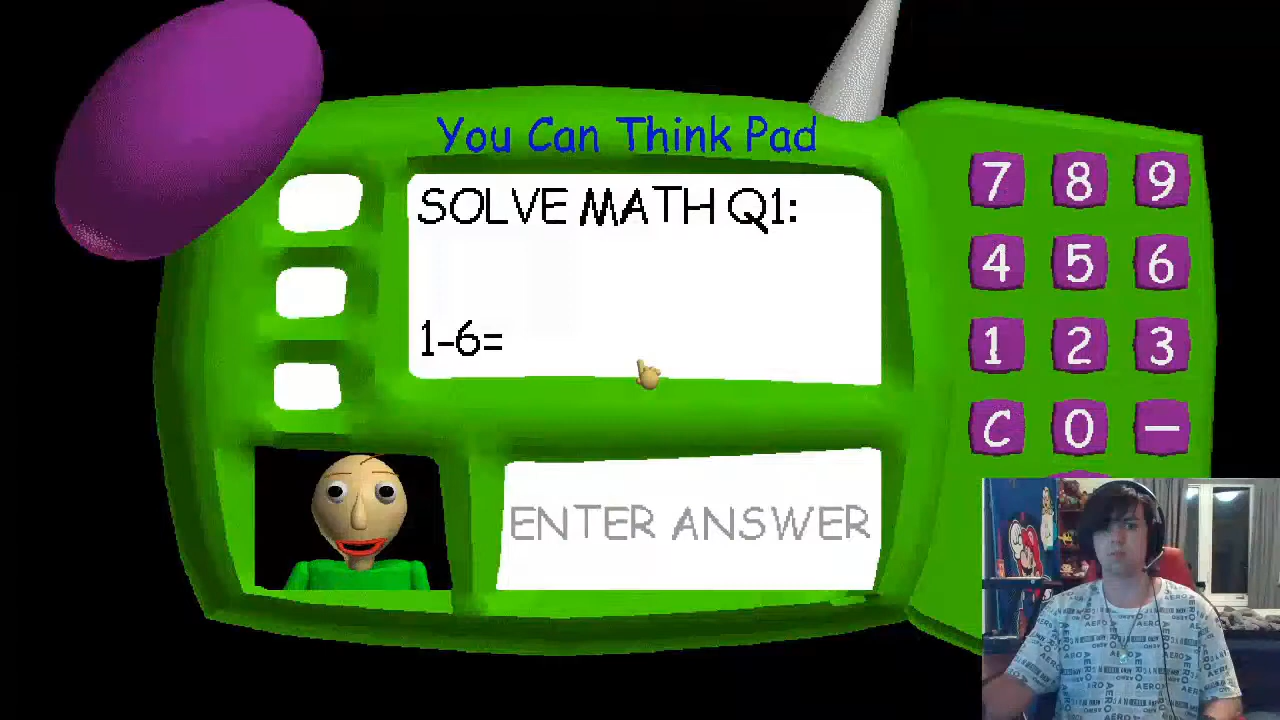 You Can Think Pad
SOLVE MATH Q1:
1-6=
ENTER ANSWER
7 8 9
4 5 6
1 2 3
C 0 −